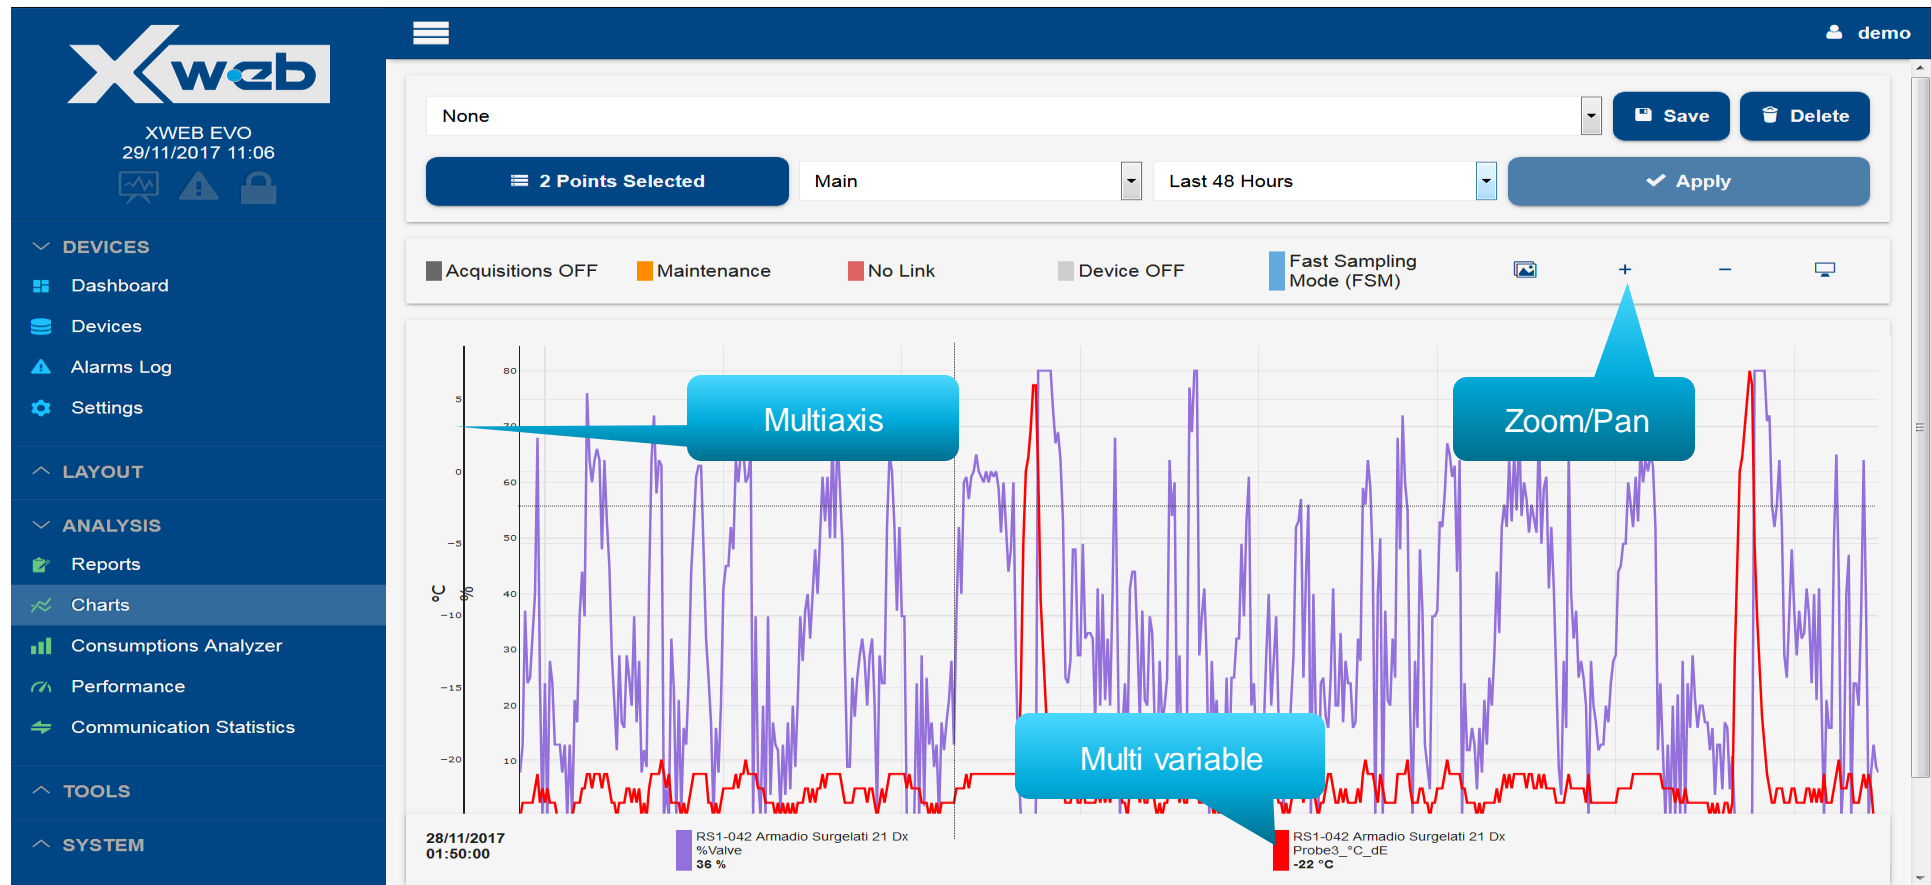 Xweb
demo
XWEB EVO
29/11/2017 11:06
None
Save
Delete
2 Points Selected
Main
Last 48 Hours
Apply
DEVICES
Dashboard
Devices
Alarms Log
Settings
LAYOUT
ANALYSIS
Reports
Charts
Consumptions Analyzer
Performance
Communication Statistics
TOOLS
SYSTEM
Acquisitions OFF
Maintenance
No Link
Device OFF
Fast Sampling
Mode (FSM)
+
−
Multiaxis
Zoom/Pan
Multi variable
°C
5
0
−5
−10
−15
−20
%
80
70
60
50
40
30
20
10
28/11/2017
01:50:00
RS1-042 Armadio Surgelati 21 Dx
%Valve
36 %
RS1-042 Armadio Surgelati 21 Dx
Probe3_°C_dE
-22 °C